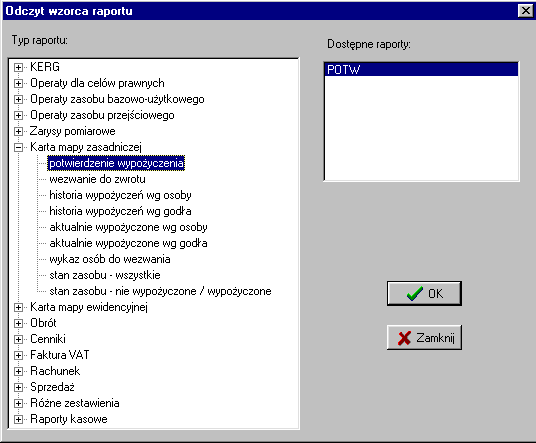 Odczyt wzorca raportu
Typ raportu:
KERG
Operaty dla celów prawnych
Operaty zasobu bazowo-użytkowego
Operaty zasobu przejściowego
Zarysy pomiarowe
Karta mapy zasadniczej
potwierdzenie wypożyczenia
wezwanie do zwrotu
historia wypożyczeń wg osoby
historia wypożyczeń wg godła
aktualnie wypożyczone wg osoby
aktualnie wypożyczone wg godła
wykaz osób do wezwania
stan zasobu - wszystkie
stan zasobu - nie wypożyczone / wypożyczone
Karta mapy ewidencyjnej
Obrót
Cenniki
Faktura VAT
Rachunek
Sprzedaż
Różne zestawienia
Raporty kasowe
Dostępne raporty:
POTW
OK
Zamknij